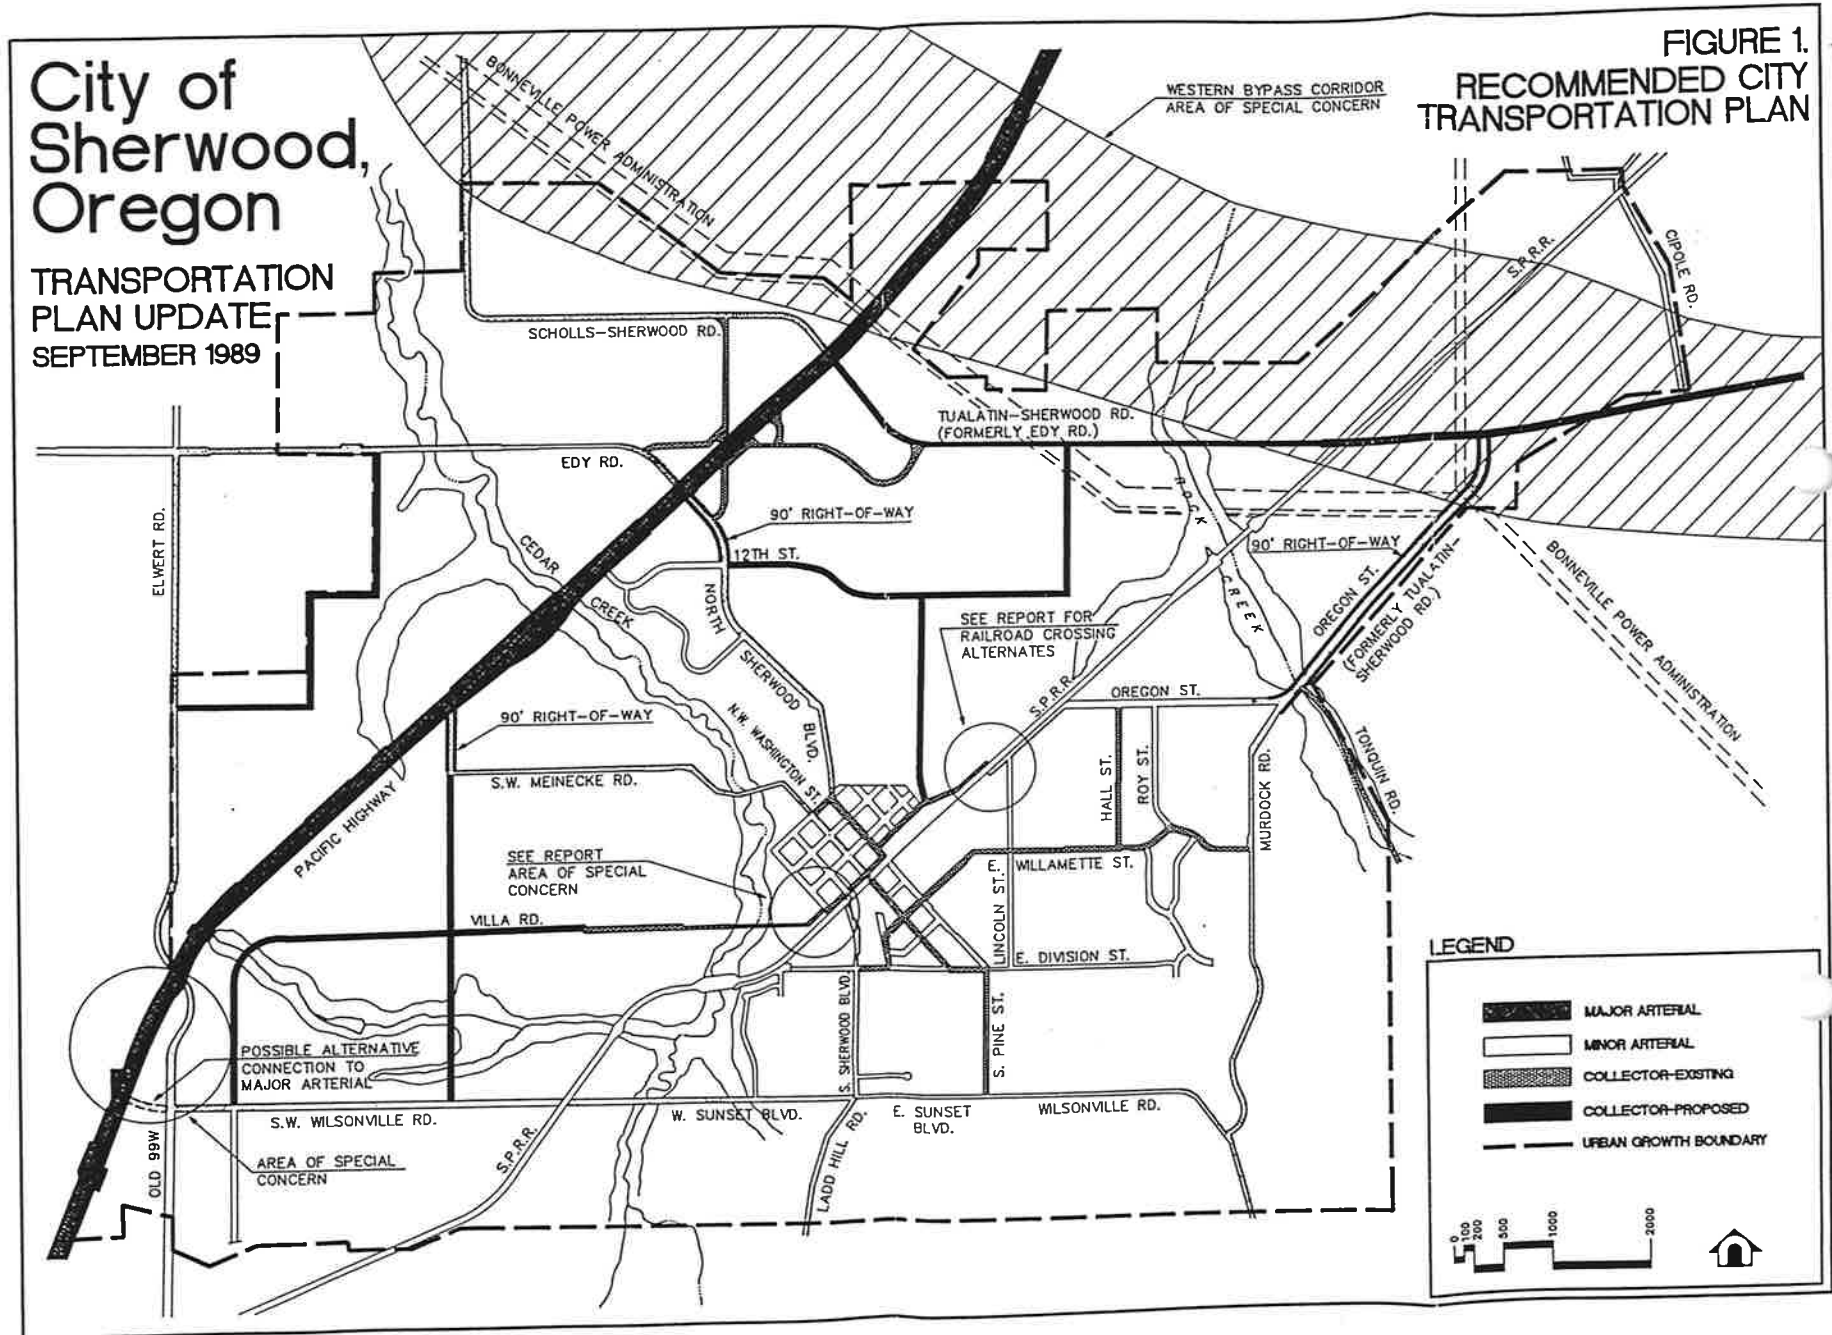 City of
Sherwood,
Oregon
TRANSPORTATION
PLAN UPDATE
SEPTEMBER 1989
FIGURE 1.
RECOMMENDED CITY
TRANSPORTATION PLAN
WESTERN BYPASS CORRIDOR
AREA OF SPECIAL CONCERN
BONNEVILLE POWER ADMINISTRATION
S.P.R.R.
CIPOLE RD.
SCHOLLS-SHERWOOD RD.
TUALATIN-SHERWOOD RD.
(FORMERLY EDY RD.)
EDY RD.
90' RIGHT-OF-WAY
12TH ST.
ELWERT RD.
CEDAR
CREEK
NORTH
SHERWOOD
BLVD.
ROCK
CREEK
90' RIGHT-OF-WAY
OREGON ST.
(FORMERLY TUALATIN-
SHERWOOD RD.)
BONNEVILLE POWER ADMINISTRATION
SEE REPORT FOR
RAILROAD CROSSING
ALTERNATES
S.P.R.R.
OREGON ST.
90' RIGHT-OF-WAY
N.W. WASHINGTON ST.
S.W. MEINECKE RD.
HALL ST.
ROY ST.
MURDOCK RD.
TONQUIN RD.
PACIFIC HIGHWAY
SEE REPORT
AREA OF SPECIAL
CONCERN
E. WILLAMETTE ST.
VILLA RD.
LINCOLN ST.
E. DIVISION ST.
S. SHERWOOD BLVD.
S. PINE ST.
POSSIBLE ALTERNATIVE
CONNECTION TO
MAJOR ARTERIAL
S.W. WILSONVILLE RD.
W. SUNSET BLVD.
E. SUNSET
BLVD.
WILSONVILLE RD.
OLD 99W
AREA OF SPECIAL
CONCERN
S.P.R.R.
LADD HILL RD.
LEGEND
MAJOR ARTERIAL
MINOR ARTERIAL
COLLECTOR-EXISTING
COLLECTOR-PROPOSED
URBAN GROWTH BOUNDARY
0 100 200 500 1000 2000